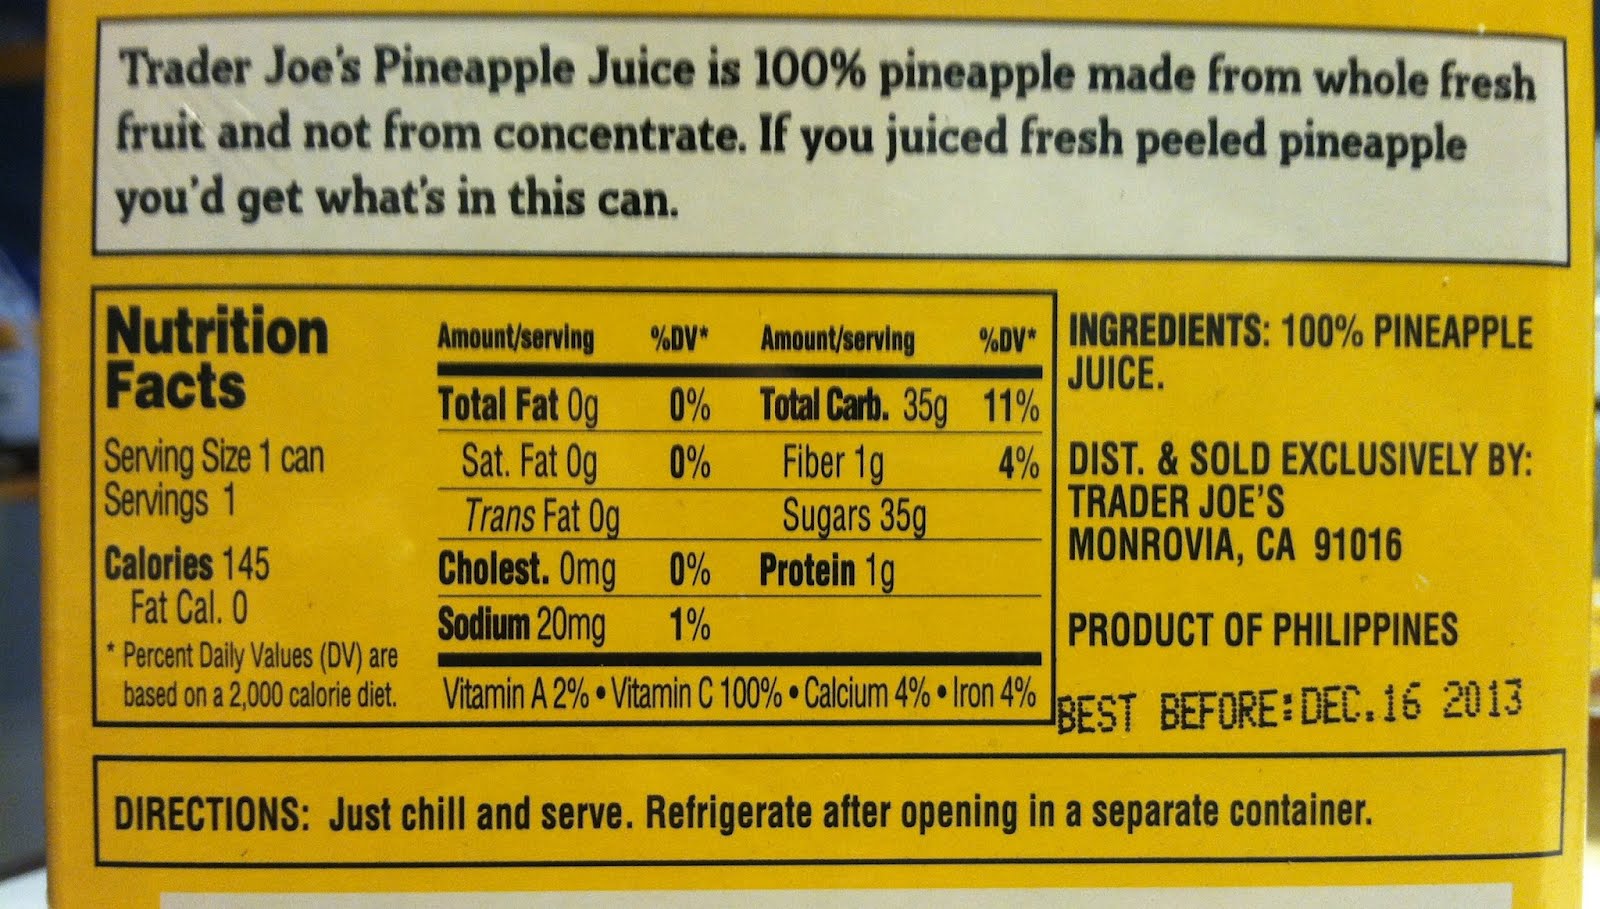 Trader Joe's Pineapple Juice is 100% pineapple made from whole fresh
fruit and not from concentrate. If you juiced fresh peeled pineapple
you'd get what's in this can.
Nutrition
Facts
Serving Size 1 can
Servings 1
Calories 145
Fat Cal. 0
* Percent Daily Values (DV) are
based on a 2,000 calorie diet.
Amount/serving %DV* Amount/serving %DV*
Total Fat 0g 0% Total Carb. 35g 11%
Sat. Fat 0g 0% Fiber 1g 4%
Trans Fat 0g Sugars 35g
Cholest. 0mg 0% Protein 1g
Sodium 20mg 1%
Vitamin A 2% • Vitamin C 100% • Calcium 4% • Iron 4%
INGREDIENTS: 100% PINEAPPLE
JUICE.
DIST. & SOLD EXCLUSIVELY BY:
TRADER JOE'S
MONROVIA, CA 91016
PRODUCT OF PHILIPPINES
BEST BEFORE:DEC.16 2013
DIRECTIONS: Just chill and serve. Refrigerate after opening in a separate container.